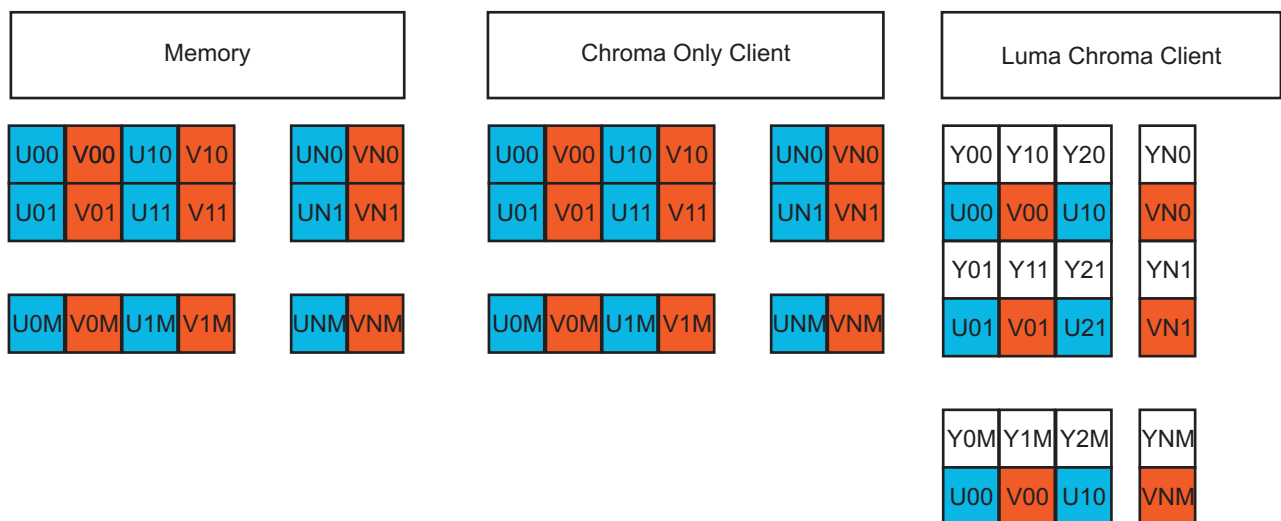 Memory
Chroma Only Client
Luma Chroma Client
U00 V00 U10 V10 UN0 VN0
U01 V01 U11 V11 UN1 VN1
U0M V0M U1M V1M UNM VNM
U00 V00 U10 V10 UN0 VN0
U01 V01 U11 V11 UN1 VN1
U0M V0M U1M V1M UNM VNM
Y00 Y10 Y20 YN0
U00 V00 U10 VN0
Y01 Y11 Y21 YN1
U01 V01 U21 VN1
Y0M Y1M Y2M YNM
U00 V00 U10 VNM